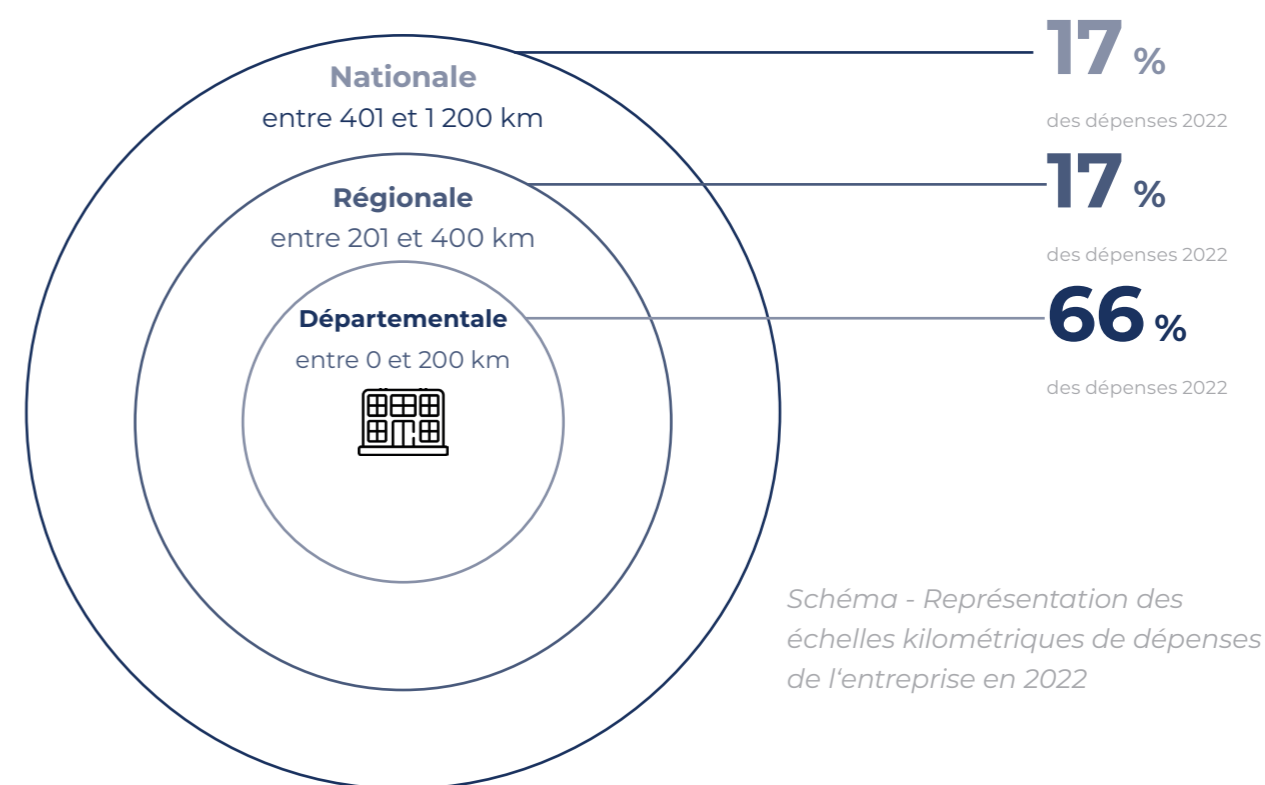 Nationale
entre 401 et 1 200 km
17 %
des dépenses 2022
Régionale
entre 201 et 400 km
17 %
des dépenses 2022
Départementale
entre 0 et 200 km
66 %
des dépenses 2022
Schéma - Représentation des
échelles kilométriques de dépenses
de l‘entreprise en 2022